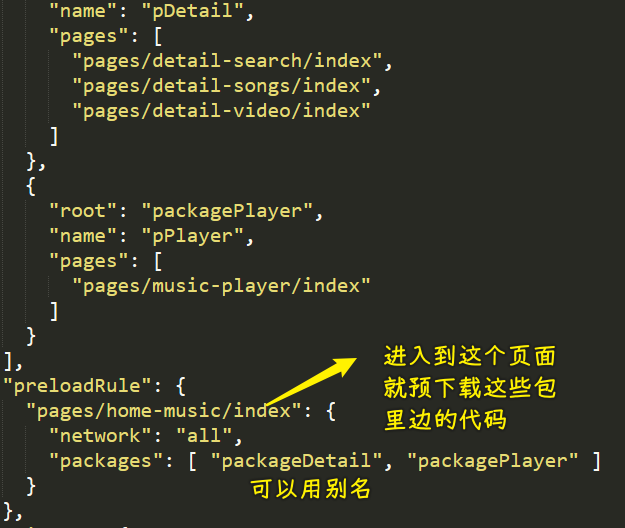 "name": "pDetail",
"pages": [
"pages/detail-search/index",
"pages/detail-songs/index",
"pages/detail-video/index"
]
},
{
"root": "packagePlayer",
"name": "pPlayer",
"pages": [
"pages/music-player/index"
]
}
],
"preloadRule": {
"pages/home-music/index": {
"network": "all",
"packages": [ "packageDetail", "packagePlayer" ]
}
},
进入到这个页面
就预下载这些包
里边的代码
可以用别名